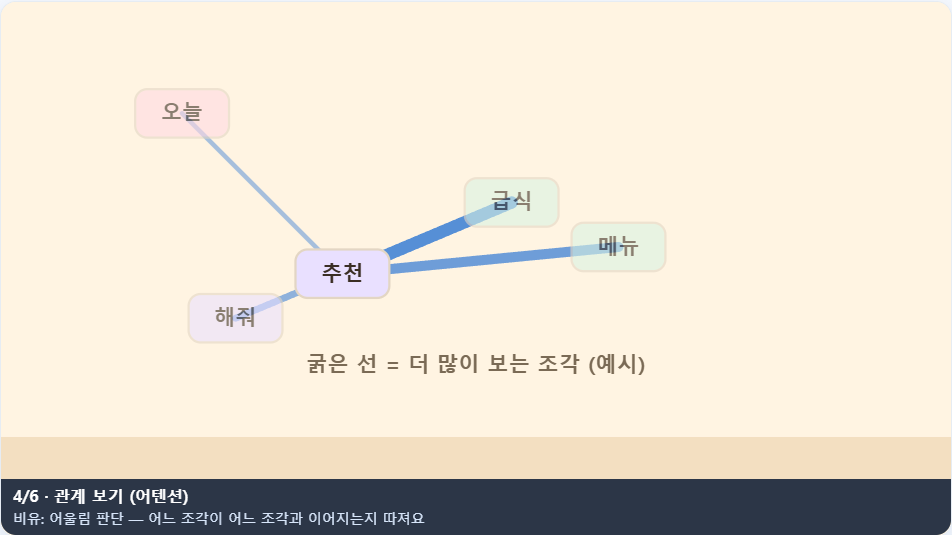 오늘
급식
메뉴
추천
해줘
굵은 선 = 더 많이 보는 조각 (예시)
4/6 · 관계 보기 (어텐션)
비유: 어울림 판단 — 어느 조각이 어느 조각과 이어지는지 따져요